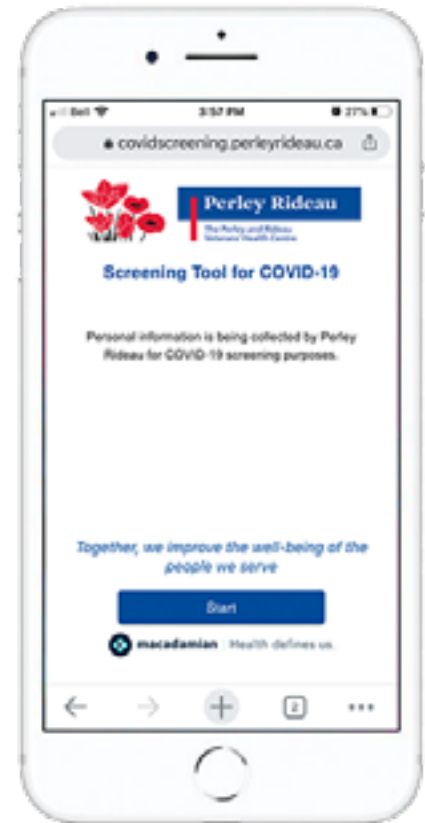 Bell 3:57 PM 27%
covidscreening.perleyrideau.ca
Perley Rideau
The Perley and Rideau
Veterans' Health Centre
Screening Tool for COVID-19
Personal information is being collected by Perley
Rideau for COVID-19 screening purposes.
Together, we improve the well-being of the
people we serve
Start
macadamian Health defines us.
2